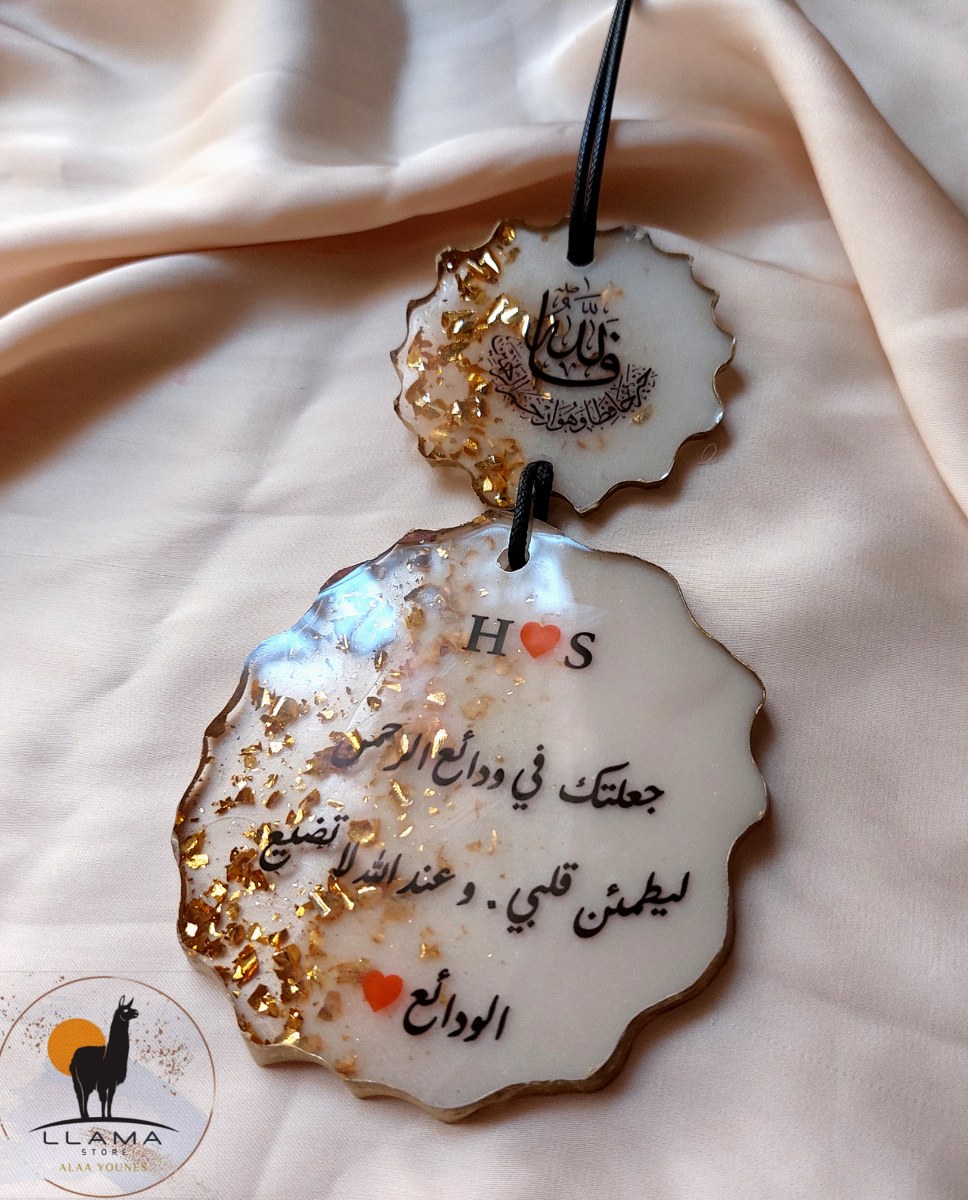 فالله
خير حافظا وهو أرحم الراحمين
H❤S
جعلتك في ودائع الرحمن
ليطمئن قلبي . و عند الله لا تضيع
الودائع ❤
LLAMA
STORE
ALAA YOUNES